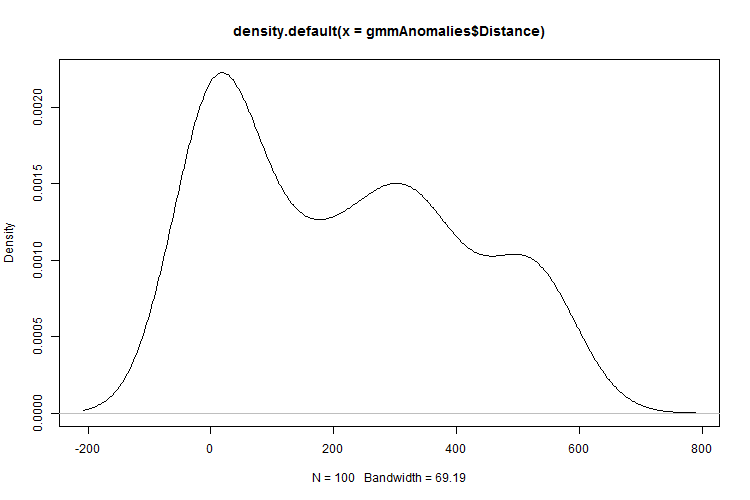 density.default(x = gmmAnomalies$Distance)
Density
0.0020
0.0015
0.0010
0.0005
0.0000
-200 0 200 400 600 800
N = 100 Bandwidth = 69.19